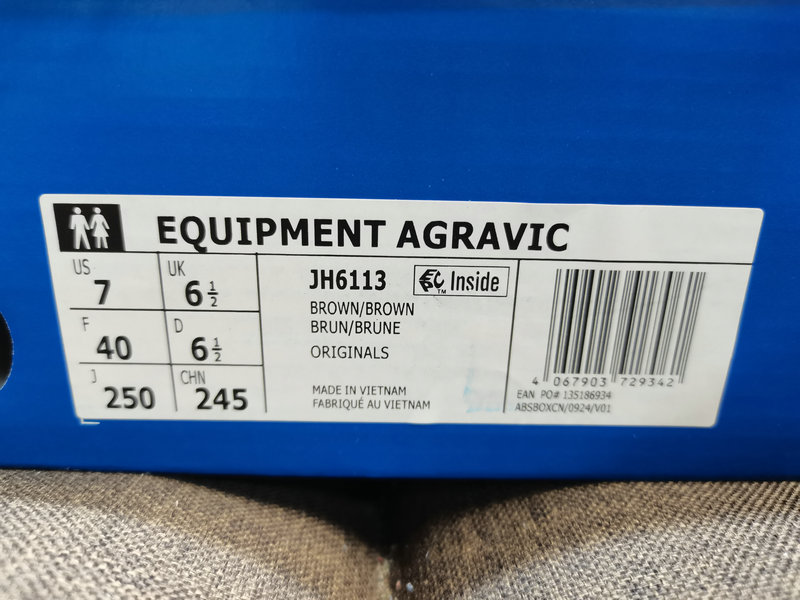 EQUIPMENT AGRAVIC
US 7
UK 6 1/2
F 40
D 6 1/2
J 250
CHN 245
JH6113
Inside
TM
BROWN/BROWN
BRUN/BRUNE
ORIGINALS
MADE IN VIETNAM
FABRIQUÉ AU VIETNAM
4 067903 729342
EAN PO# 135186934
ABSBOXCN/0924/V01